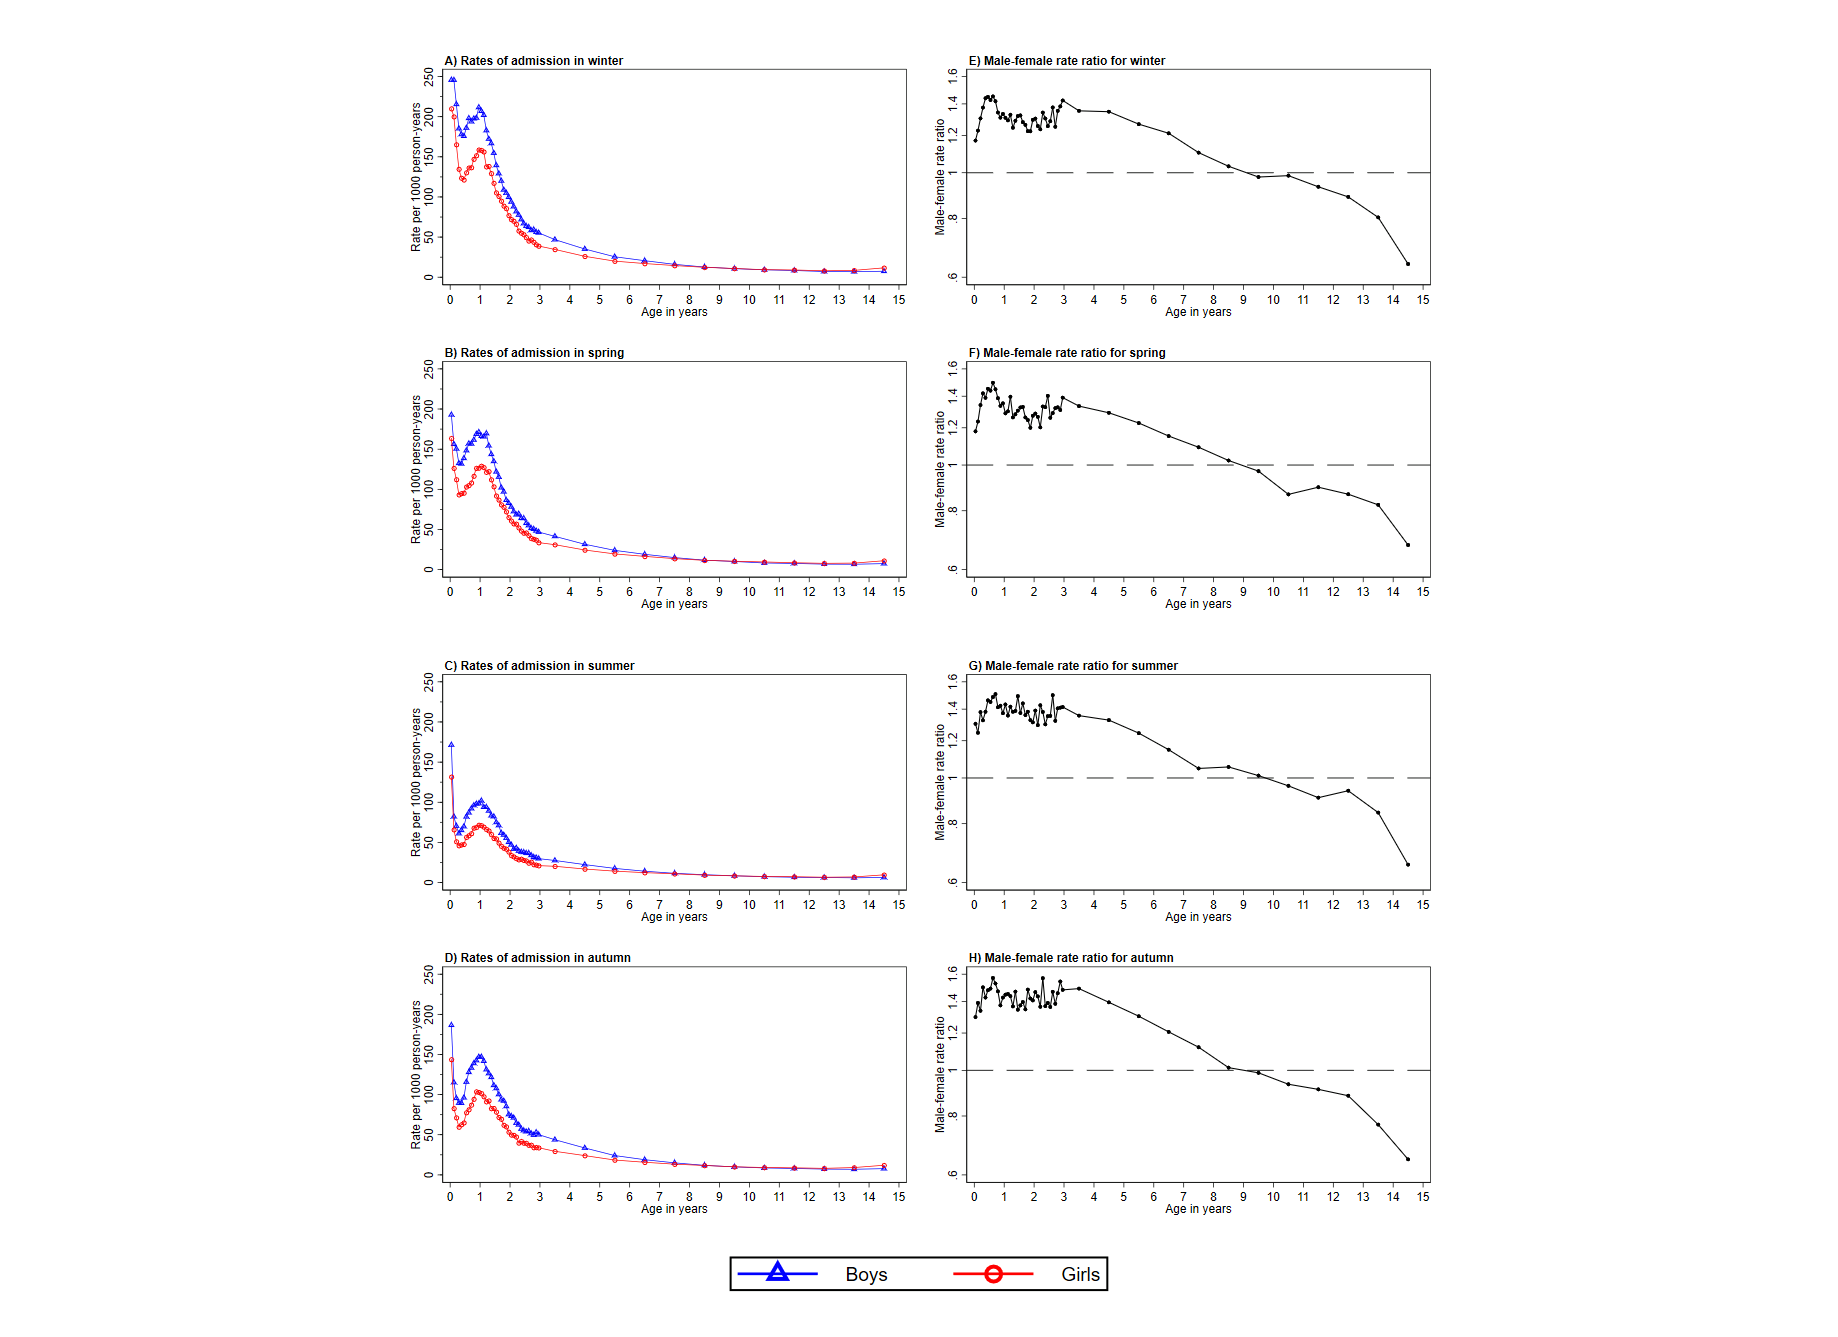 A) Rates of admission in winter
Rate per 1000 person-years
250
200
150
100
50
0
0 1 2 3 4 5 6 7 8 9 10 11 12 13 14 15
Age in years
E) Male-female rate ratio for winter
Male-female rate ratio
1.6
1.4
1.2
1
.8
.6
0 1 2 3 4 5 6 7 8 9 10 11 12 13 14 15
Age in years
B) Rates of admission in spring
Rate per 1000 person-years
250
200
150
100
50
0
0 1 2 3 4 5 6 7 8 9 10 11 12 13 14 15
Age in years
F) Male-female rate ratio for spring
Male-female rate ratio
1.6
1.4
1.2
1
.8
.6
0 1 2 3 4 5 6 7 8 9 10 11 12 13 14 15
Age in years
C) Rates of admission in summer
Rate per 1000 person-years
250
200
150
100
50
0
0 1 2 3 4 5 6 7 8 9 10 11 12 13 14 15
Age in years
G) Male-female rate ratio for summer
Male-female rate ratio
1.6
1.4
1.2
1
.8
.6
0 1 2 3 4 5 6 7 8 9 10 11 12 13 14 15
Age in years
D) Rates of admission in autumn
Rate per 1000 person-years
250
200
150
100
50
0
0 1 2 3 4 5 6 7 8 9 10 11 12 13 14 15
Age in years
H) Male-female rate ratio for autumn
Male-female rate ratio
1.6
1.4
1.2
1
.8
.6
0 1 2 3 4 5 6 7 8 9 10 11 12 13 14 15
Age in years
Boys Girls